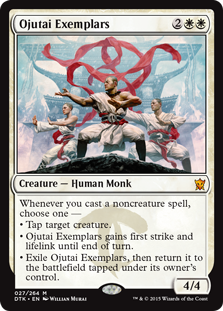 Ojutai Exemplars 2
Creature — Human Monk
Whenever you cast a noncreature spell,
choose one —
• Tap target creature.
• Ojutai Exemplars gains first strike and
lifelink until end of turn.
• Exile Ojutai Exemplars, then return it to
the battlefield tapped under its owner's
control.
4/4
027/264 M
DTK • EN Willian Murai
™ & © 2015 Wizards of the Coast